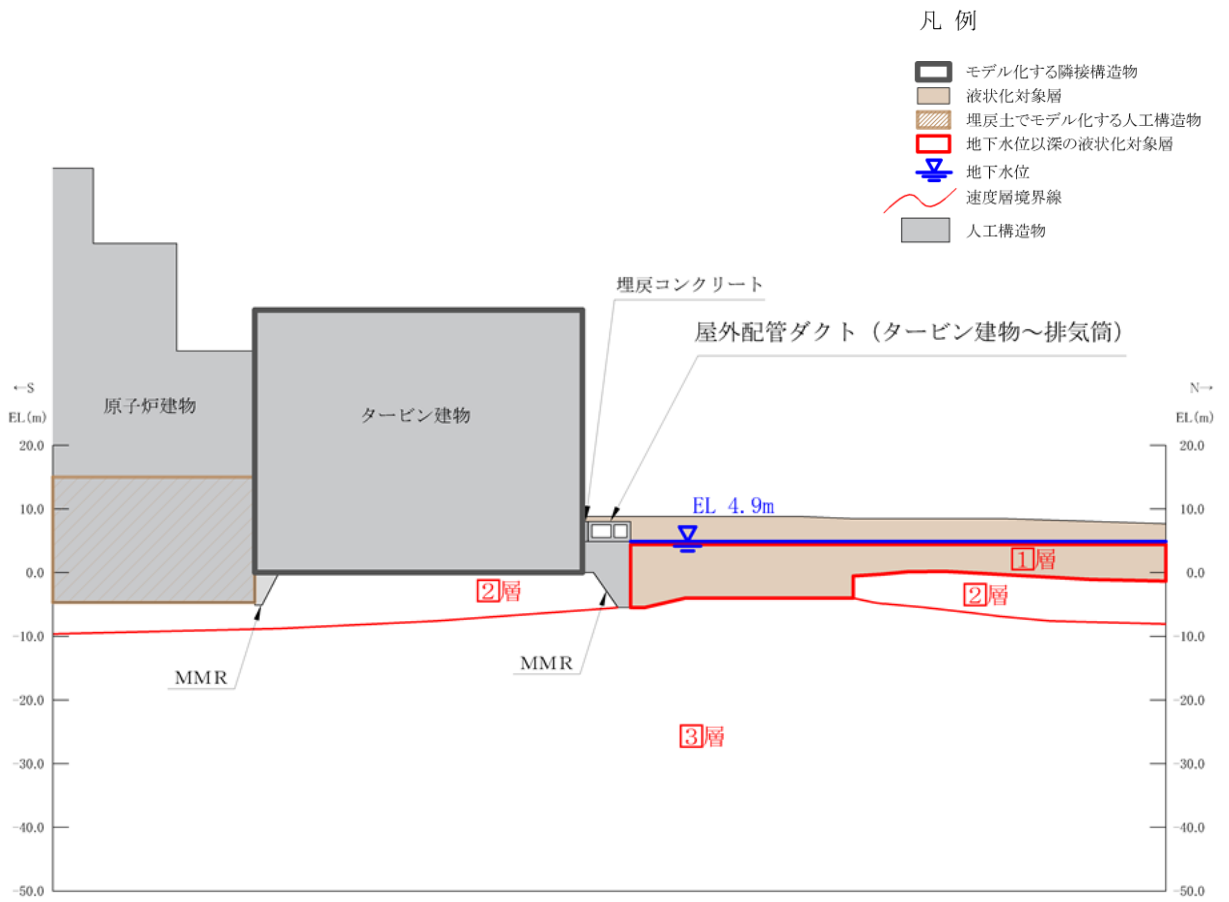 凡 例
モデル化する隣接構造物
液状化対象層
埋戻土でモデル化する人工構造物
地下水位以深の液状化対象層
地下水位
速度層境界線
人工構造物
埋戻コンクリート
屋外配管ダクト（タービン建物～排気筒）
←S
N→
EL(m)
EL(m)
原子炉建物
タービン建物
20.0
20.0
EL 4.9m
10.0
10.0
1層
0.0
0.0
2層
2層
-10.0
-10.0
MMR
MMR
-20.0
-20.0
3層
-30.0
-30.0
-40.0
-40.0
-50.0
-50.0